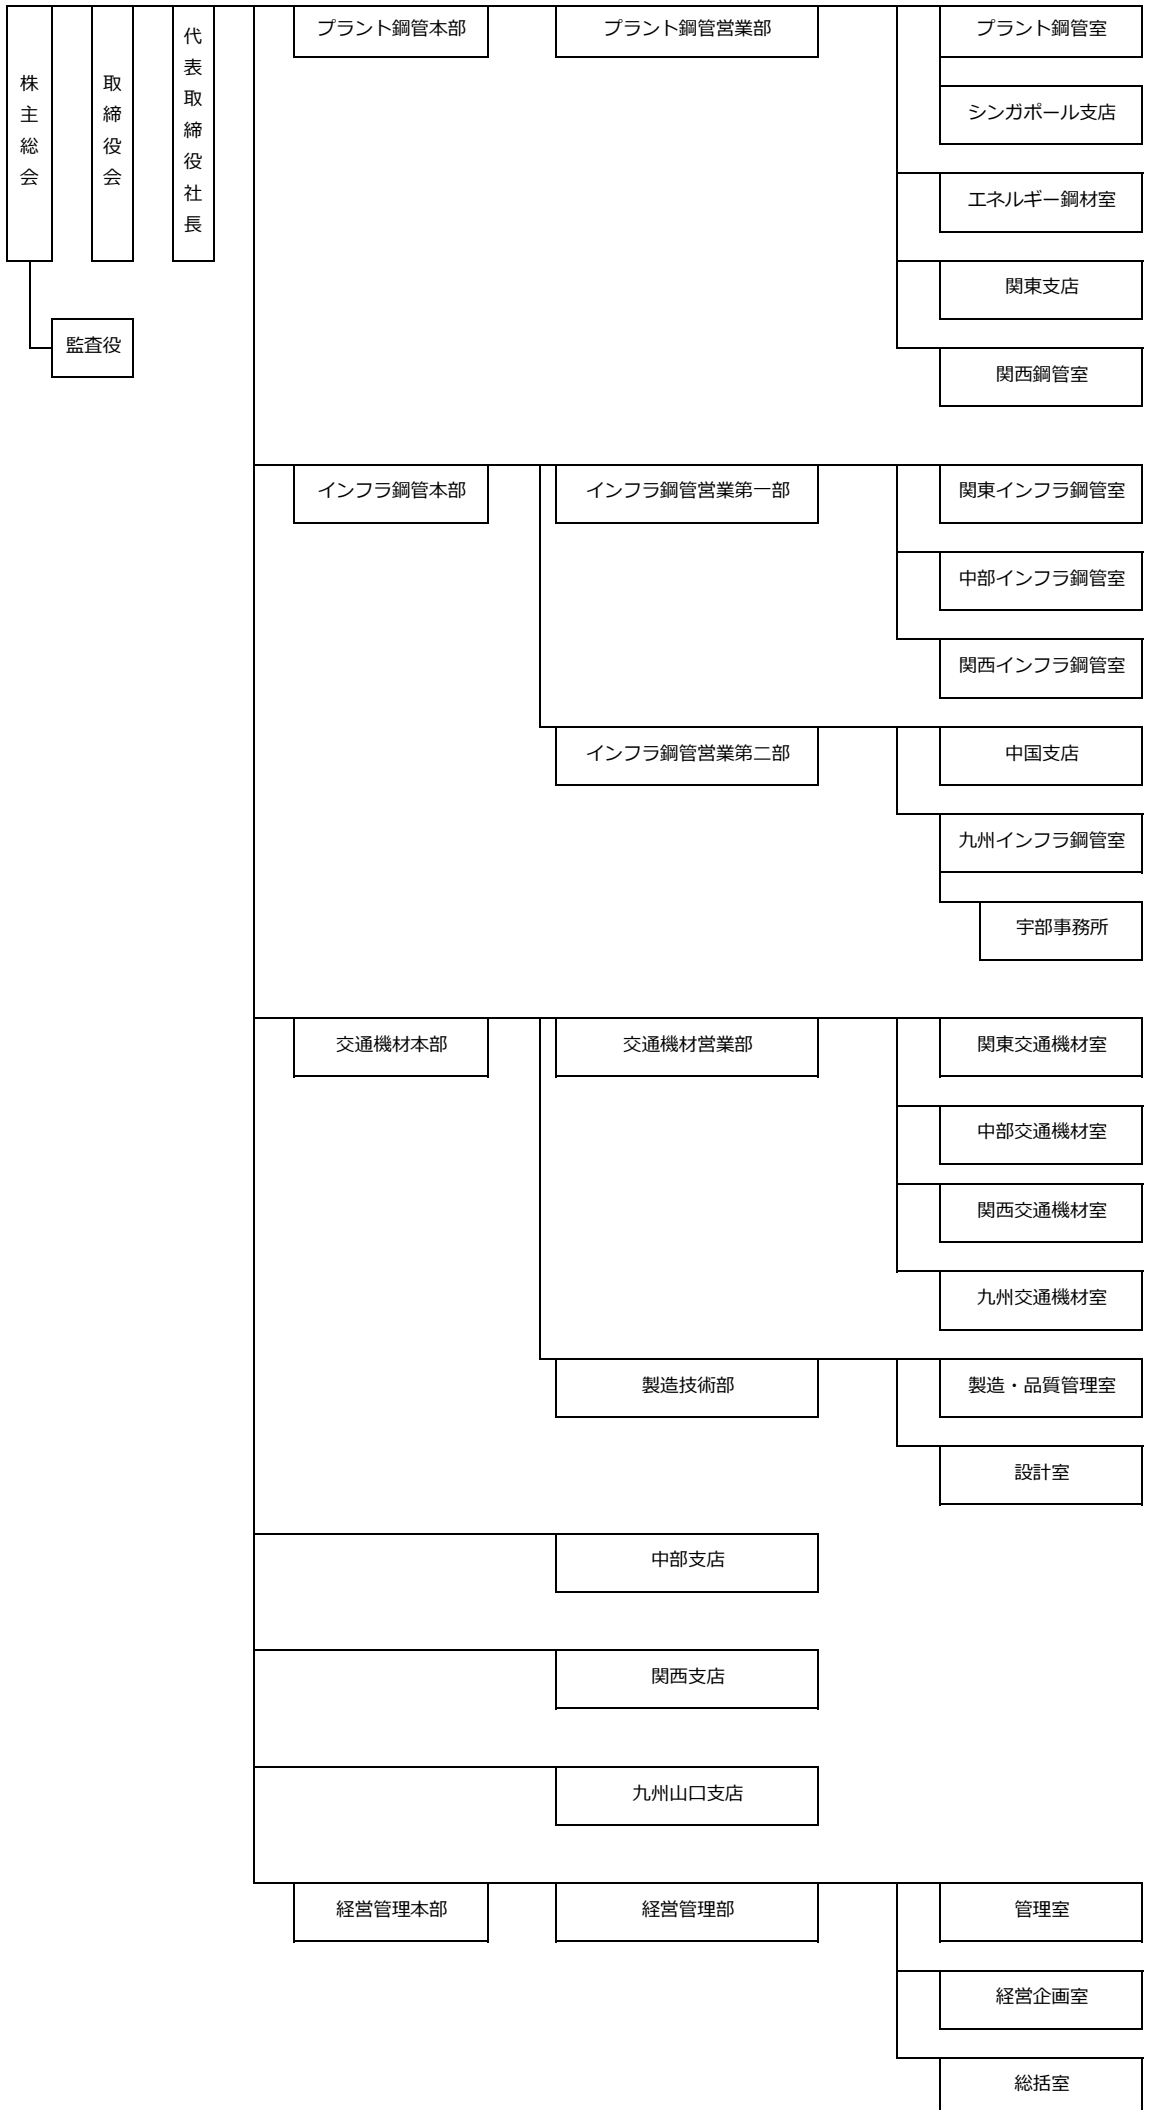 株主総会
取締役会
代表取締役社長
監査役
プラント鋼管本部
プラント鋼管営業部
プラント鋼管室
シンガポール支店
エネルギー鋼材室
関東支店
関西鋼管室
インフラ鋼管本部
インフラ鋼管営業第一部
関東インフラ鋼管室
中部インフラ鋼管室
関西インフラ鋼管室
インフラ鋼管営業第二部
中国支店
九州インフラ鋼管室
宇部事務所
交通機材本部
交通機材営業部
関東交通機材室
中部交通機材室
関西交通機材室
九州交通機材室
製造技術部
製造・品質管理室
設計室
中部支店
関西支店
九州山口支店
経営管理本部
経営管理部
管理室
経営企画室
総括室